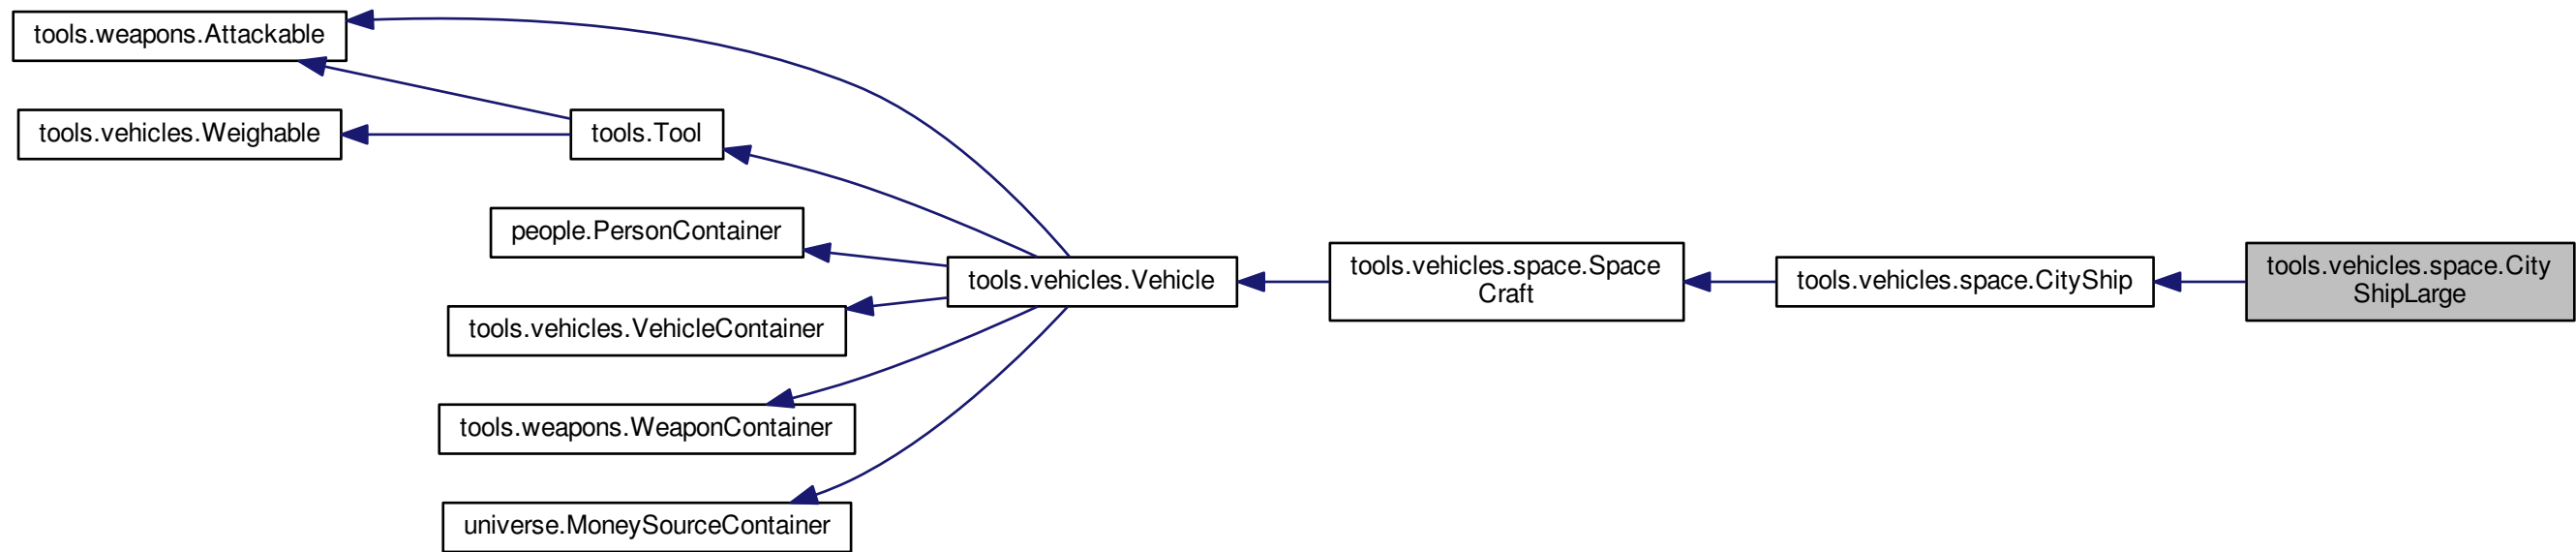 tools.weapons.Attackable
tools.vehicles.Weighable
tools.Tool
people.PersonContainer
tools.vehicles.VehicleContainer
tools.weapons.WeaponContainer
universe.MoneySourceContainer
tools.vehicles.Vehicle
tools.vehicles.space.Space
Craft
tools.vehicles.space.CityShip
tools.vehicles.space.City
ShipLarge